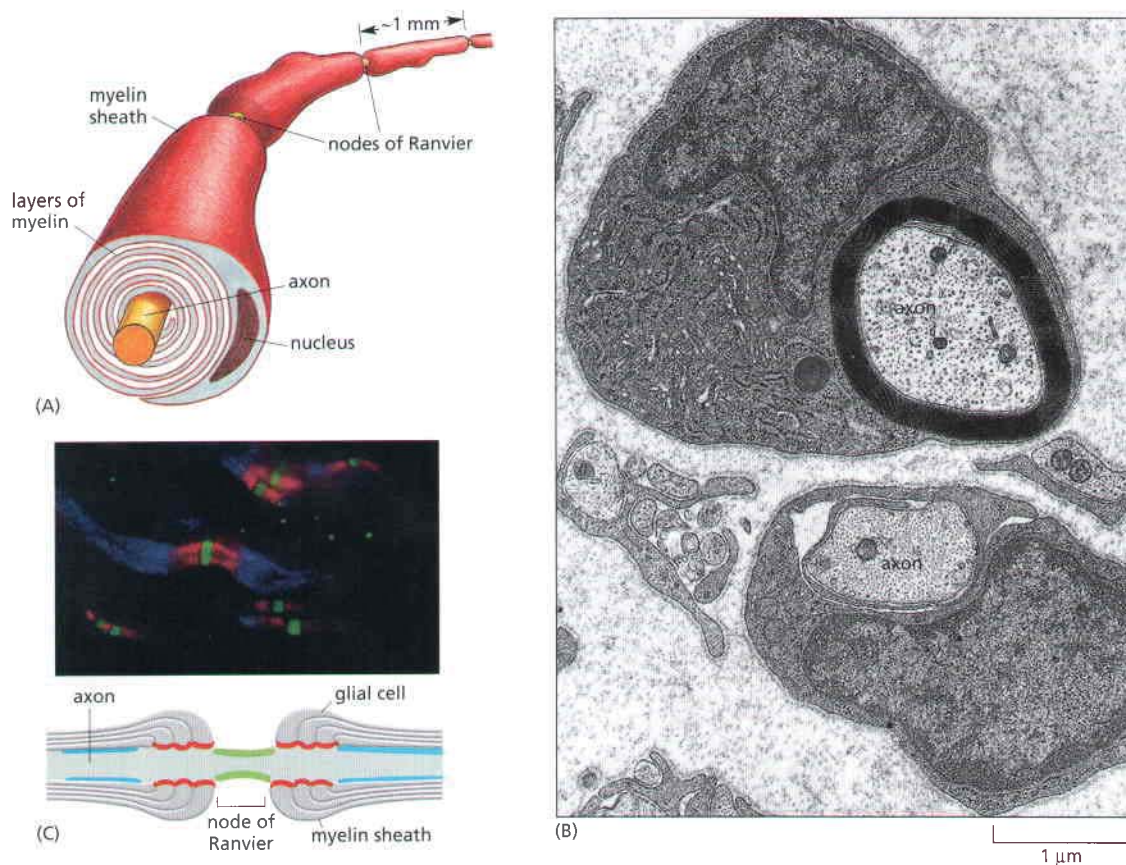 ~1 mm
myelin
sheath
nodes of Ranvier
layers of
myelin
axon
nucleus
(A)
axon
glial cell
node of
Ranvier
myelin sheath
(C)
axon
axon
(B)
1 μm